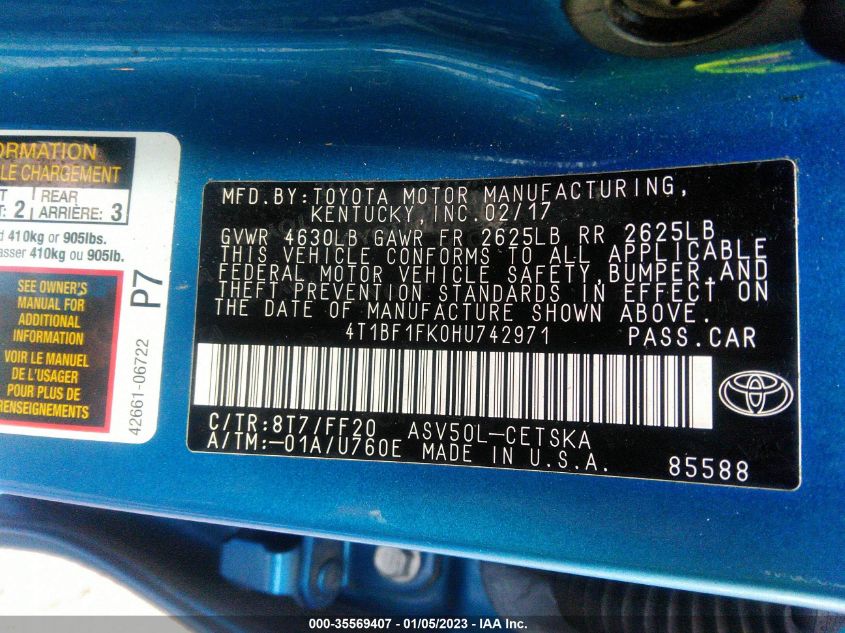 ORMATION
LE CHARGEMENT
T REAR
T: 2 ARRIÈRE: 3
d 410kg or 905lbs.
asser 410kg ou 905lb.
SEE OWNER'S
MANUAL FOR
ADDITIONAL
INFORMATION
VOIR LE MANUEL
DE L'USAGER
POUR PLUS DE
RENSEIGNEMENTS
P7
42661-06722
MFD.BY:TOYOTA MOTOR MANUFACTURING,
KENTUCKY,INC.02/17
GVWR 4630LB GAWR FR 2625LB RR 2625LB
THIS VEHICLE CONFORMS TO ALL APPLICABLE
FEDERAL MOTOR VEHICLE SAFETY,BUMPER,AND
THEFT PREVENTION STANDARDS IN EFFECT ON
THE DATE OF MANUFACTURE SHOWN ABOVE.
4T1BF1FK0HU742971 PASS.CAR
C/TR:8T7/FF20 ASV50L-CETSKA
A/TM:-01A/U760E MADE IN U.S.A.
85588
000-35569407 - 01/05/2023 - IAA Inc.